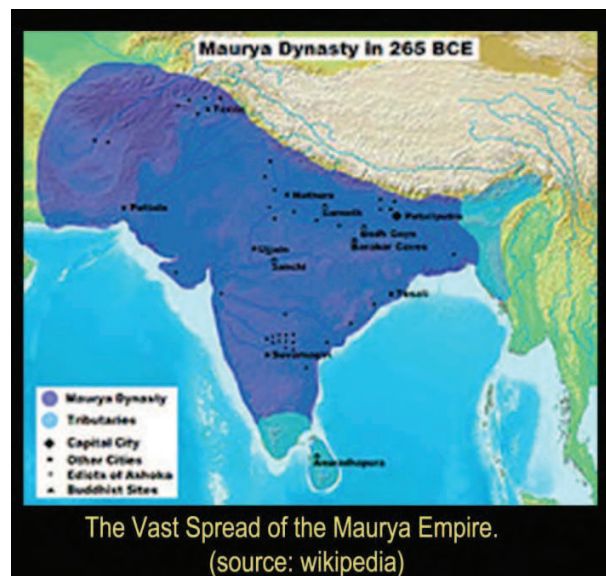 Maurya Dynasty in 265 BCE
Taxila
Mathura
Patala
Sarnath
Pataliputra
Bodh Gaya
Barabar Caves
Ujjain
Sanchi
Tosali
Suvarnagiri
Maurya Dynasty
Tributaries
Capital City
Other Cities
Edicts of Ashoka
Buddhist Sites
Anuradhapura
The Vast Spread of the Maurya Empire.
(source: wikipedia)